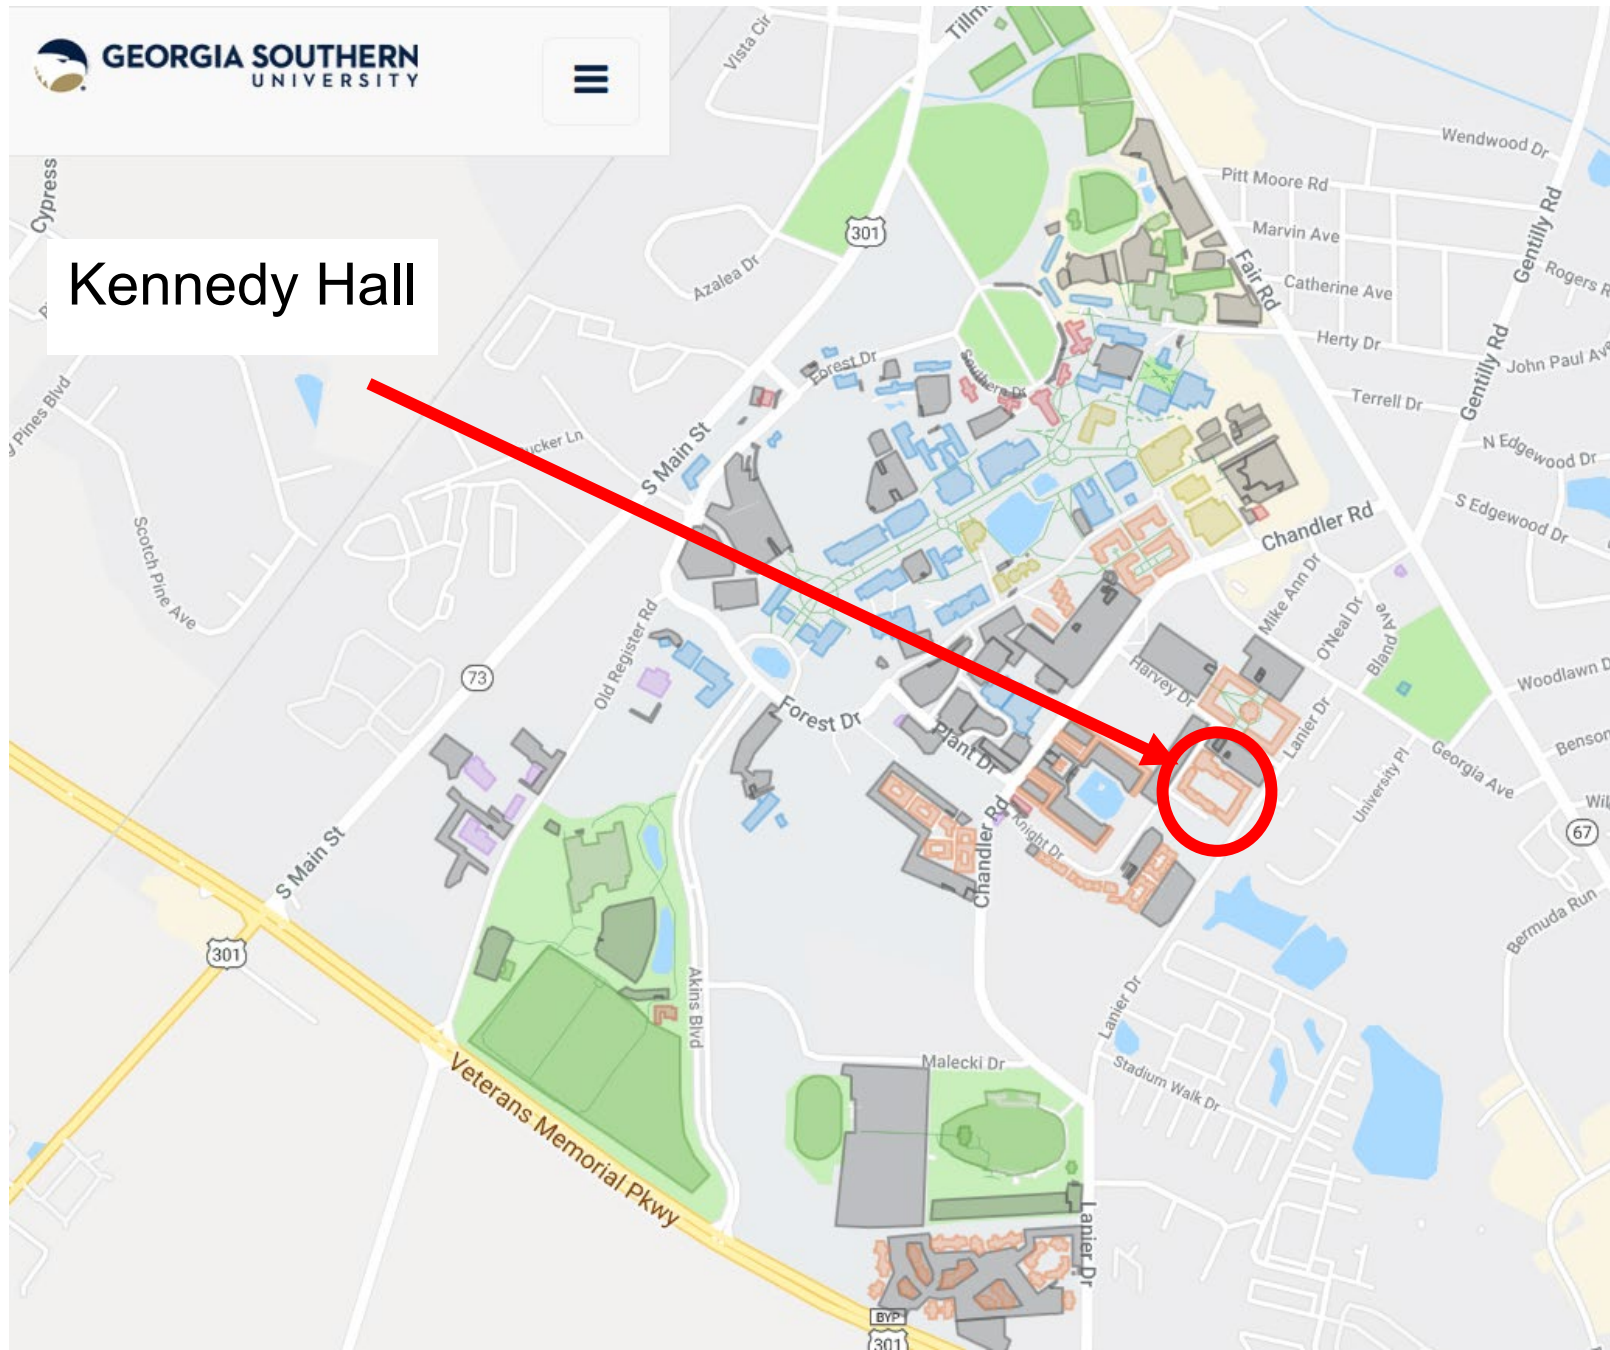 GEORGIA SOUTHERN
UNIVERSITY
Kennedy Hall
Vista Cir
Cypress
Azalea Dr
301
Wendwood Dr
Pitt Moore Rd
Marvin Ave
Fair Rd
Gentilly Rd
Catherine Ave
Herty Dr
John Paul Ave
Gentilly Rd
Terrell Dr
N Edgewood Dr
S Edgewood Dr
Forest Dr
Southern Dr
S Main St
Pines Blvd
Scotch Pine Ave
Chandler Rd
Mike Ann Dr
O'Neal Dr
Bland Ave
Woodlawn D
Old Register Rd
73
Harvey Dr
Lanier Dr
Forest Dr
Plant Dr
University Pl
Georgia Ave
Benson
67
Knight Dr
Chandler Rd
S Main St
301
Bermuda Run
Akins Blvd
Lanier Dr
Malecki Dr
Stadium Walk Dr
Veterans Memorial Pkwy
Lanier Dr
BYP
301